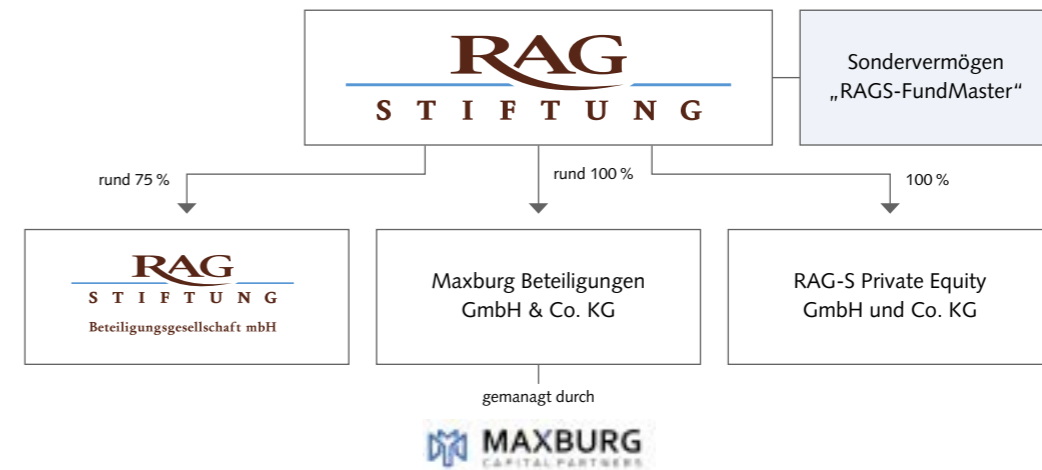 RAG
STIFTUNG
Sondervermögen
„RAGS-FundMaster“
rund 75 %
rund 100 %
100 %
RAG
STIFTUNG
Beteiligungsgesellschaft mbH
Maxburg Beteiligungen
GmbH & Co. KG
RAG-S Private Equity
GmbH und Co. KG
gemanagt durch
MAXBURG
CAPITAL PARTNERS